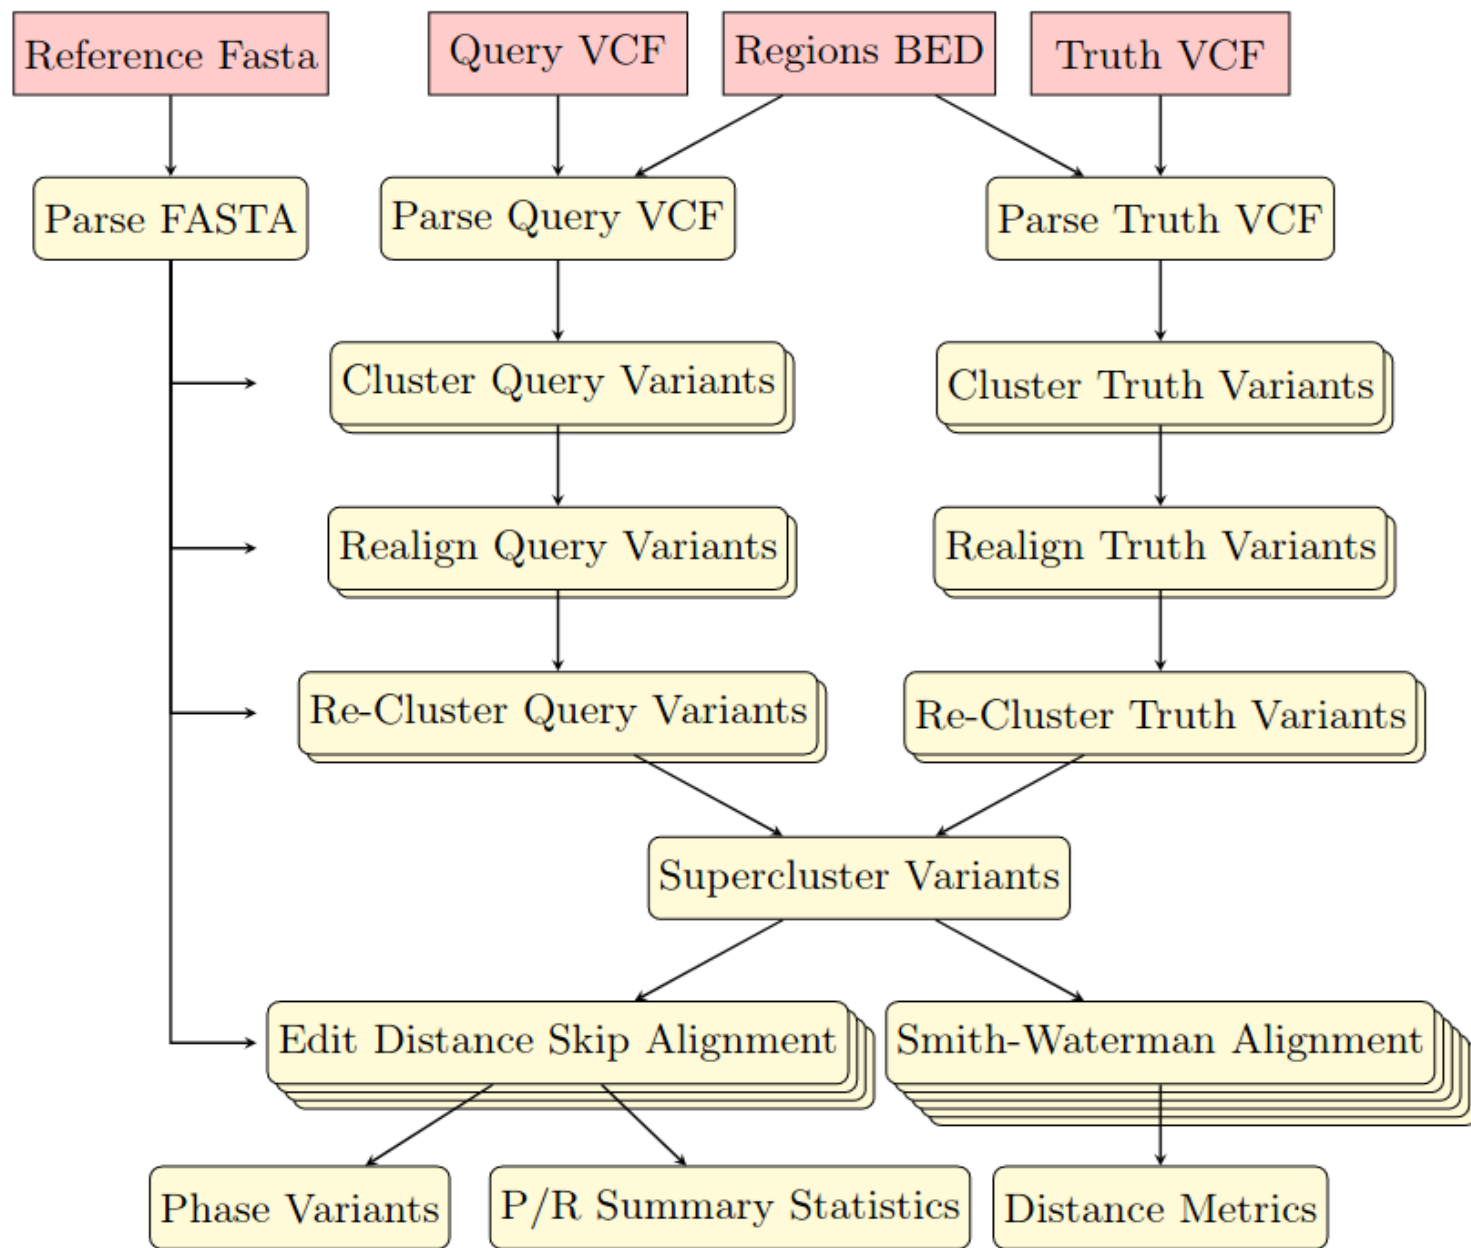 Reference Fasta
Query VCF
Regions BED
Truth VCF
Parse FASTA
Parse Query VCF
Parse Truth VCF
Cluster Query Variants
Cluster Truth Variants
Realign Query Variants
Realign Truth Variants
Re-Cluster Query Variants
Re-Cluster Truth Variants
Supercluster Variants
Edit Distance Skip Alignment
Smith-Waterman Alignment
Phase Variants
P/R Summary Statistics
Distance Metrics